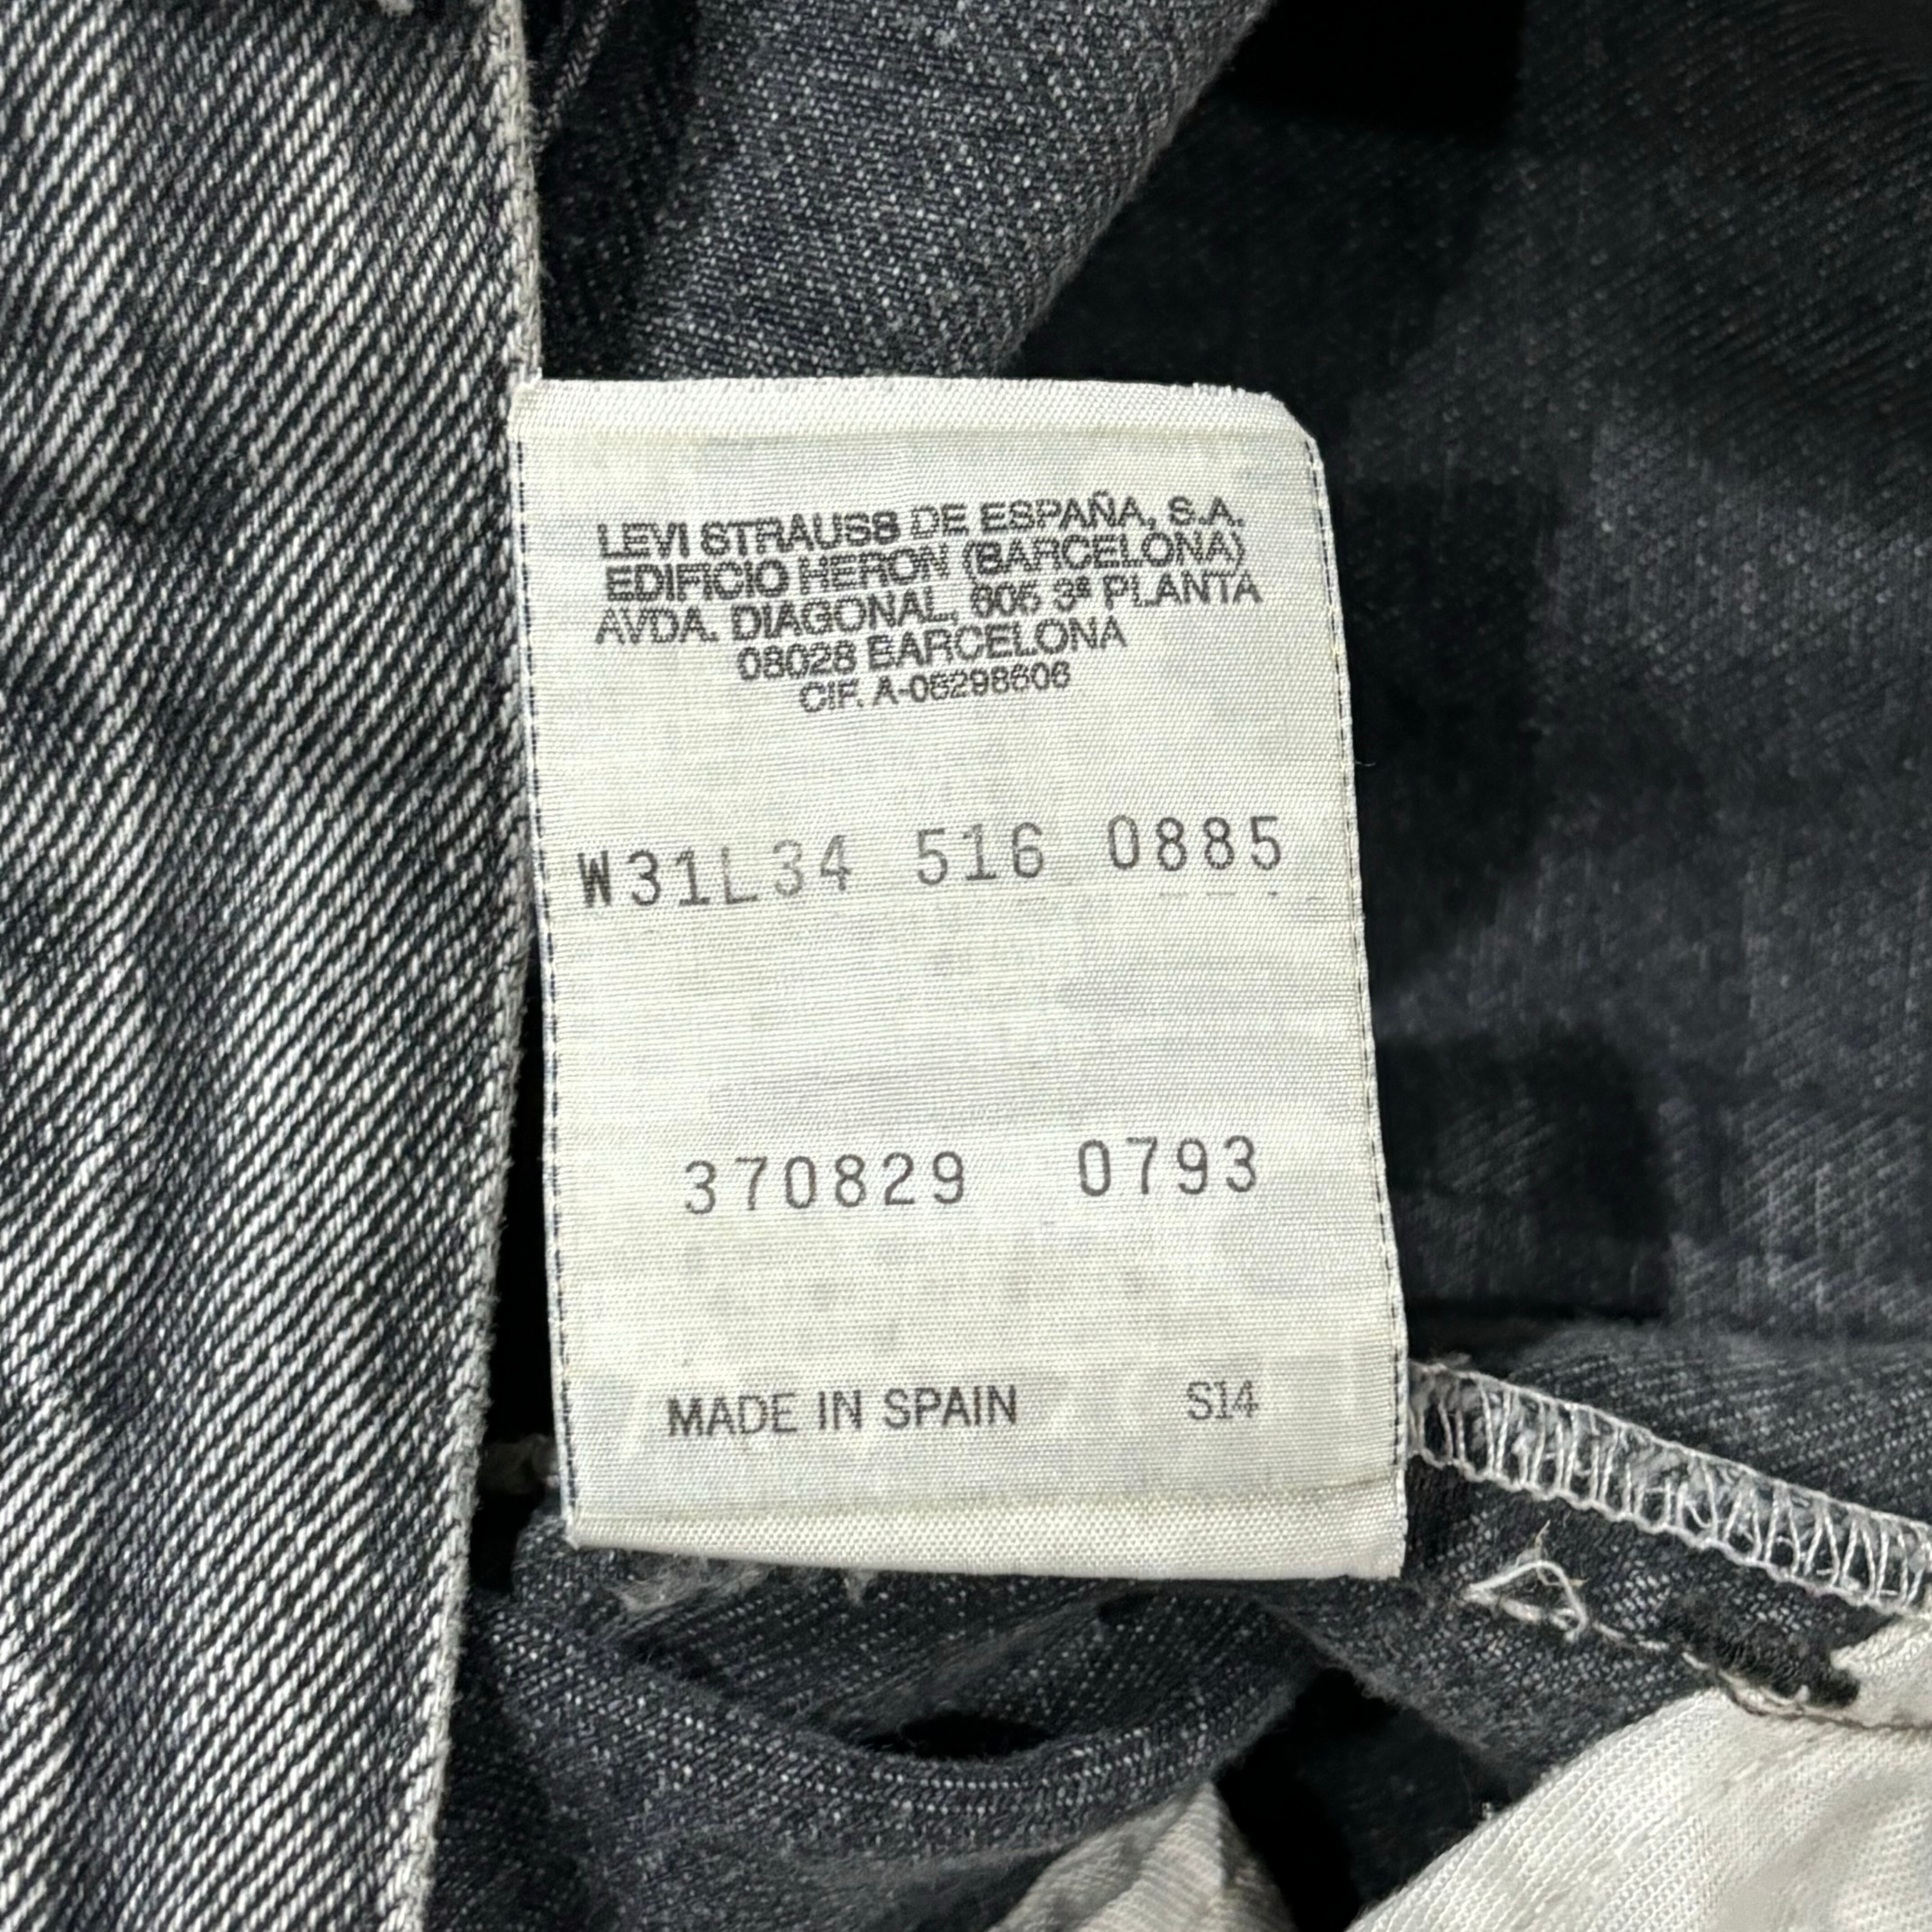 LEVI STRAUSS DE ESPAÑA, S.A.
EDIFICIO HERON (BARCELONA)
AVDA. DIAGONAL, 605 3ª PLANTA
08028 BARCELONA
CIF. A-08298606
W31L34 516 0885
370829 0793
MADE IN SPAIN S14